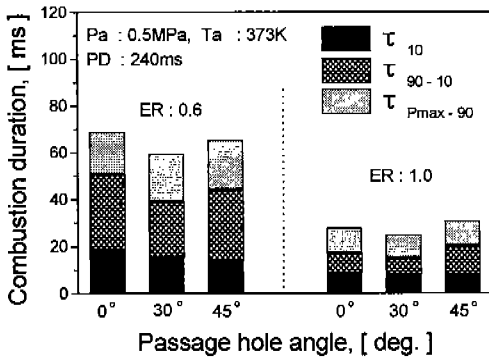 120
100
80
60
40
20
0
Combustion duration, [ ms ]
Pa : 0.5MPa, Ta : 373K
PD : 240ms
ER : 0.6
ER : 1.0
τ 10
τ 90 - 10
τ Pmax - 90
0° 30° 45° 0° 30° 45°
Passage hole angle, [ deg. ]